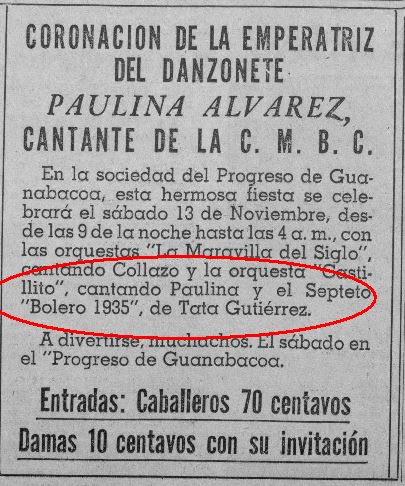 CORONACION DE LA EMPERATRIZ
DEL DANZONETE
PAULINA ALVAREZ,
CANTANTE DE LA C. M. B. C.
En la sociedad del Progreso de Gua-
nabacoa, esta hermosa fiesta se cele-
brará el sábado 13 de Noviembre, des-
de las 9 de la noche hasta las 4 a. m., con
las orquestas "La Maravilla del Siglo",
cantando Collazo y la orquesta "Casti-
llito", cantando Paulina y el Septeto
"Bolero 1935", de Tata Gutiérrez.
A divertirse, muchachos. El sábado en
el "Progreso de Guanabacoa.
Entradas: Caballeros 70 centavos
Damas 10 centavos con su invitación